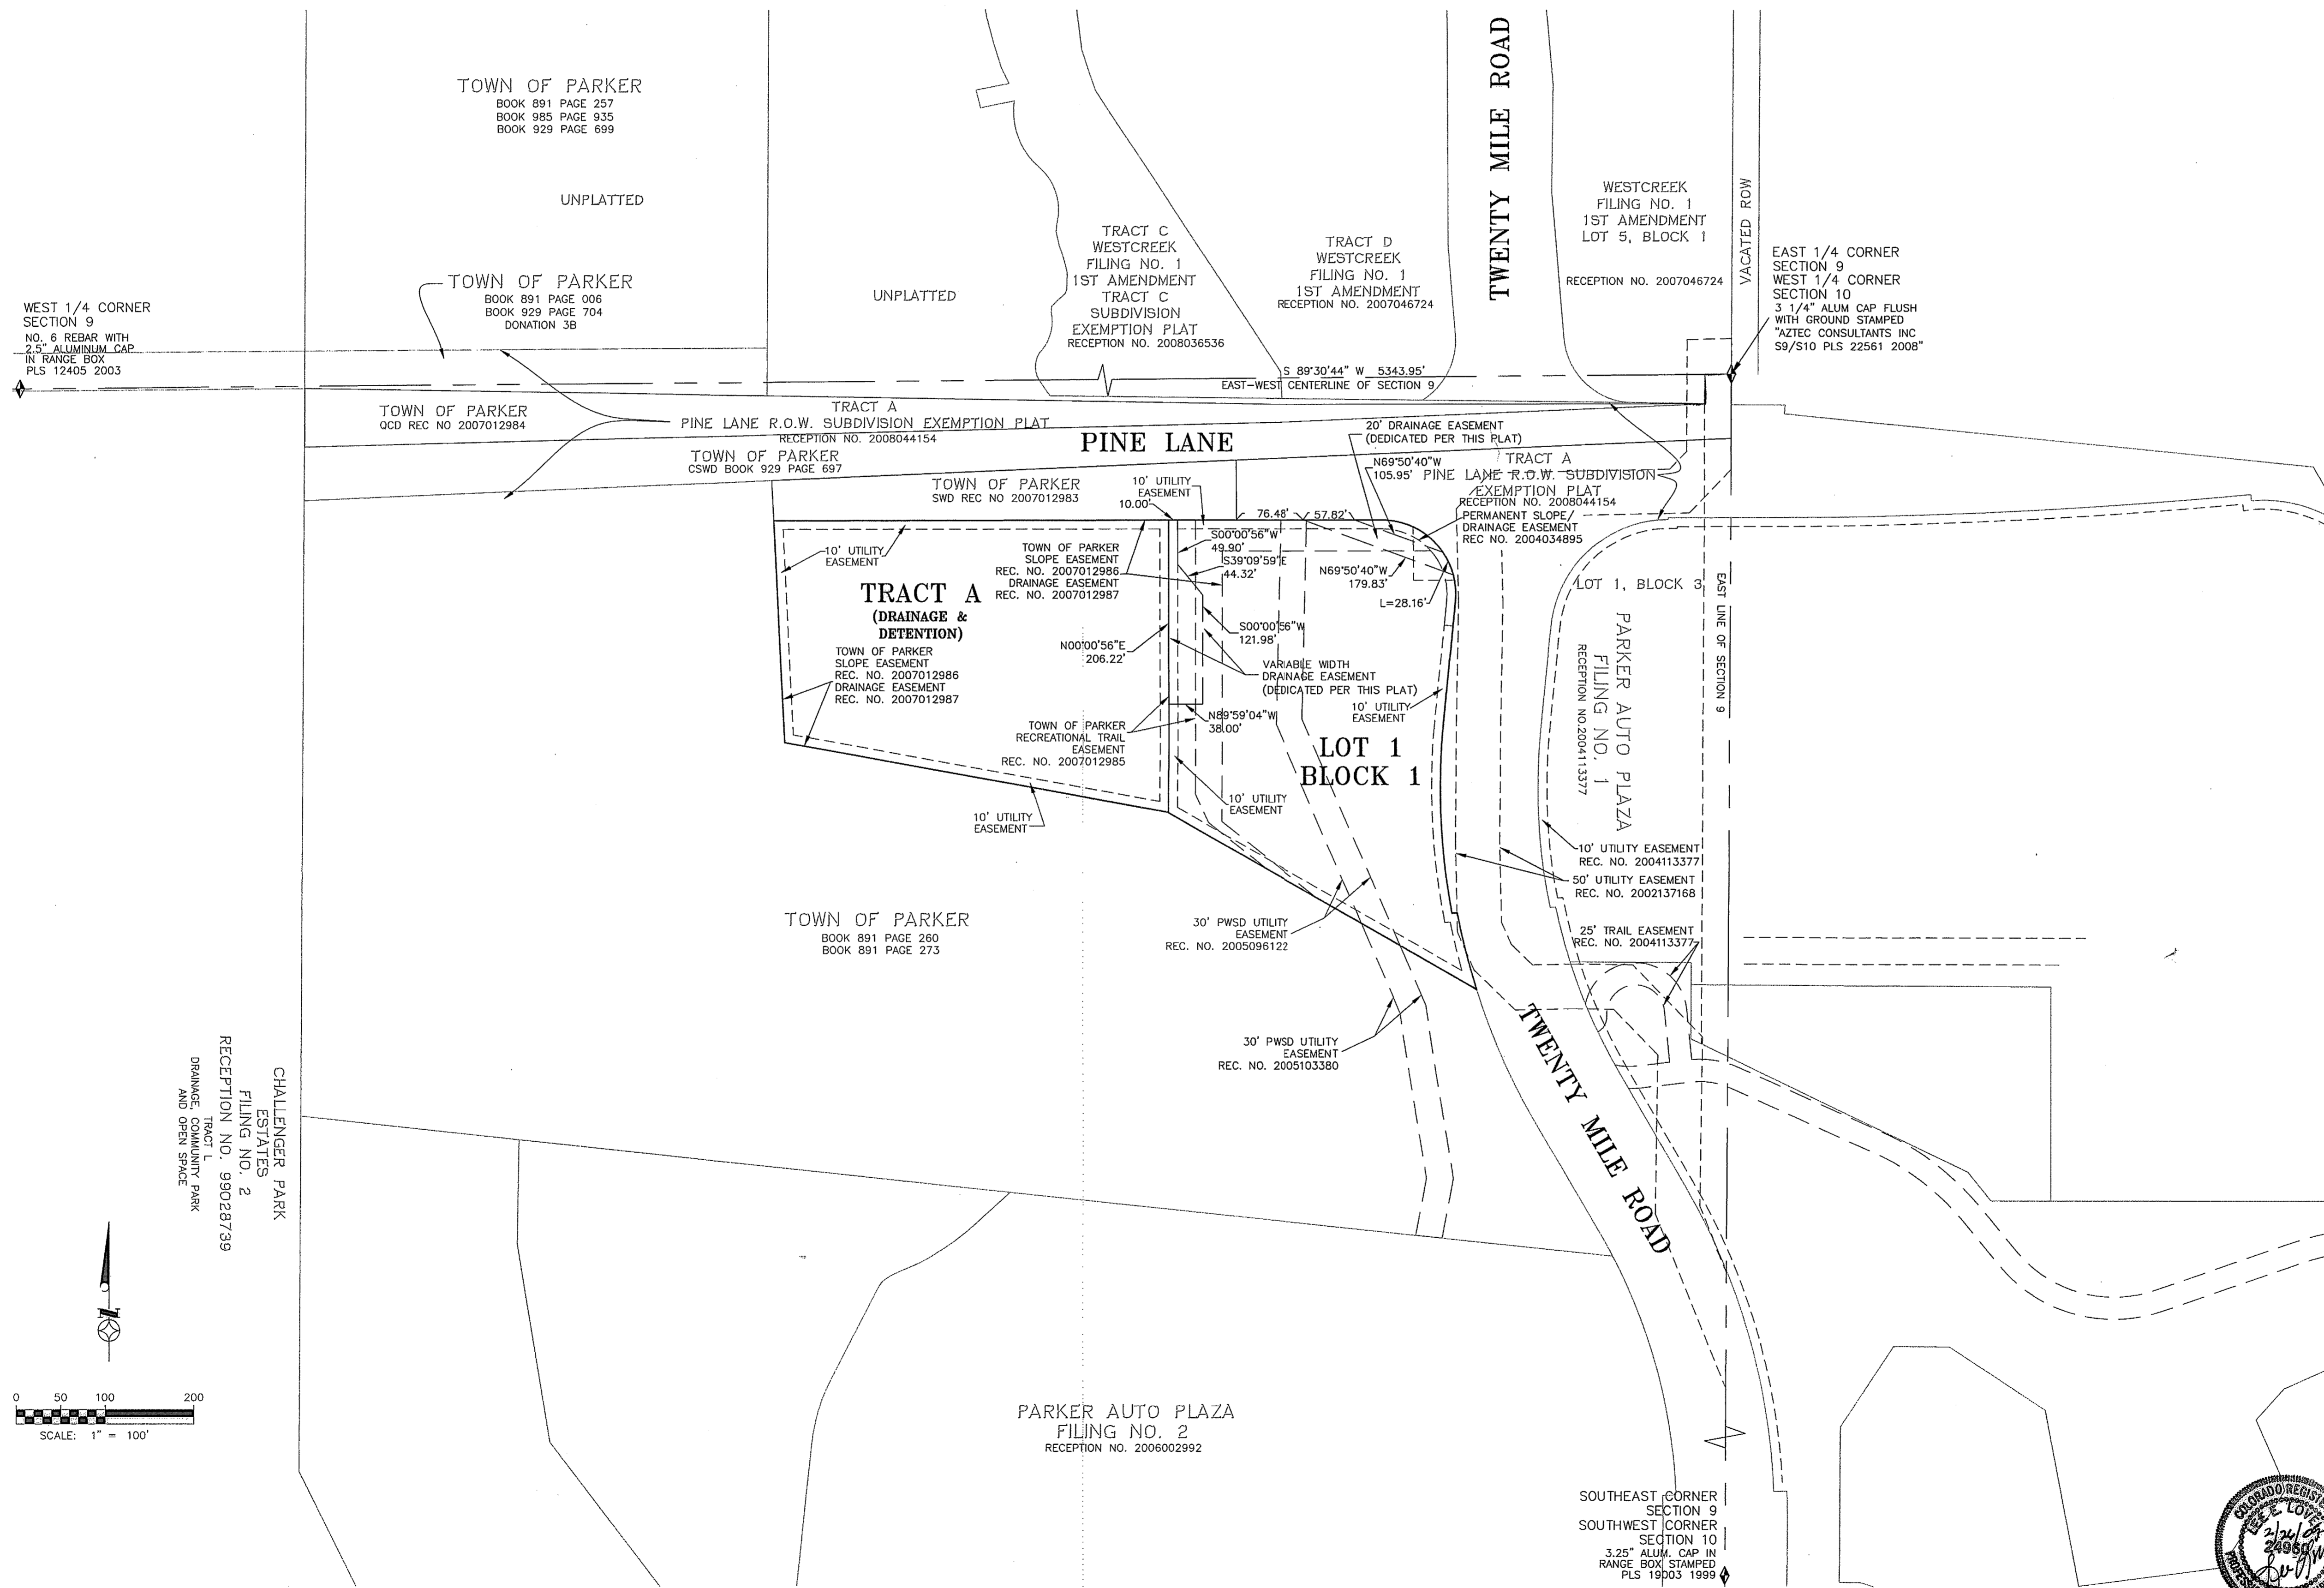 TOWN OF PARKER
BOOK 891 PAGE 257
BOOK 985 PAGE 935
BOOK 929 PAGE 699
UNPLATTED
TOWN OF PARKER
BOOK 891 PAGE 006
BOOK 929 PAGE 704
DONATION 3B
WEST 1/4 CORNER
SECTION 9
NO. 6 REBAR WITH
2.5" ALUMINUM CAP
IN RANGE BOX
PLS 12405 2003
UNPLATTED
TRACT C
WESTCREEK
FILING NO. 1
1ST AMENDMENT
TRACT C
SUBDIVISION
EXEMPTION PLAT
RECEPTION NO. 2008036536
TRACT D
WESTCREEK
FILING NO. 1
1ST AMENDMENT
RECEPTION NO. 2007046724
TWENTY MILE ROAD
WESTCREEK
FILING NO. 1
1ST AMENDMENT
LOT 5, BLOCK 1
RECEPTION NO. 2007046724
VACATED ROW
EAST 1/4 CORNER
SECTION 9
WEST 1/4 CORNER
SECTION 10
3 1/4" ALUM CAP FLUSH
WITH GROUND STAMPED
"AZTEC CONSULTANTS INC
S9/S10 PLS 22561 2008"
S 89°30'44" W 5343.95'
EAST-WEST CENTERLINE OF SECTION 9
TOWN OF PARKER
QCD REC NO 2007012984
TRACT A
PINE LANE R.O.W. SUBDIVISION EXEMPTION PLAT
RECEPTION NO. 2008044154
PINE LANE
TOWN OF PARKER
CSWD BOOK 929 PAGE 697
TOWN OF PARKER
SWD REC NO 2007012983
10' UTILITY
EASEMENT
10.00'
20' DRAINAGE EASEMENT
(DEDICATED PER THIS PLAT)
N69°50'40"W
105.95'
TRACT A
PINE LANE R.O.W. SUBDIVISION
EXEMPTION PLAT
RECEPTION NO. 2008044154
PERMANENT SLOPE/
DRAINAGE EASEMENT
REC NO. 2004034895
76.48'
57.82'
10' UTILITY
EASEMENT
TOWN OF PARKER
SLOPE EASEMENT
REC. NO. 2007012986
DRAINAGE EASEMENT
REC. NO. 2007012987
S00°00'56"W
49.90'
S39°09'59"E
44.32'
N69°50'40"W
179.83'
L=28.16'
TRACT A
(DRAINAGE &
DETENTION)
TOWN OF PARKER
SLOPE EASEMENT
REC. NO. 2007012986
DRAINAGE EASEMENT
REC. NO. 2007012987
N00°00'56"E
206.22'
S00°00'56"W
121.98'
VARIABLE WIDTH
DRAINAGE EASEMENT
(DEDICATED PER THIS PLAT)
10' UTILITY
EASEMENT
N89°59'04"W
38.00'
TOWN OF PARKER
RECREATIONAL TRAIL
EASEMENT
REC. NO. 2007012985
LOT 1
BLOCK 1
10' UTILITY
EASEMENT
10' UTILITY
EASEMENT
LOT 1, BLOCK 3
PARKER AUTO PLAZA
FILING NO. 1
RECEPTION NO.2004113377
EAST LINE OF SECTION 9
10' UTILITY EASEMENT
REC. NO. 2004113377
50' UTILITY EASEMENT
REC. NO. 2002137168
25' TRAIL EASEMENT
REC. NO. 2004113377
TOWN OF PARKER
BOOK 891 PAGE 260
BOOK 891 PAGE 273
30' PWSD UTILITY
EASEMENT
REC. NO. 2005096122
30' PWSD UTILITY
EASEMENT
REC. NO. 2005103380
TWENTY MILE ROAD
CHALLENGER PARK
ESTATES
FILING NO. 2
RECEPTION NO. 99028739
TRACT L
DRAINAGE, COMMUNITY PARK
AND OPEN SPACE
N
0 50 100 200
SCALE: 1" = 100'
PARKER AUTO PLAZA
FILING NO. 2
RECEPTION NO. 2006002992
SOUTHEAST CORNER
SECTION 9
SOUTHWEST CORNER
SECTION 10
3.25" ALUM. CAP IN
RANGE BOX STAMPED
PLS 19003 1999
COLORADO
LEE E.
24960